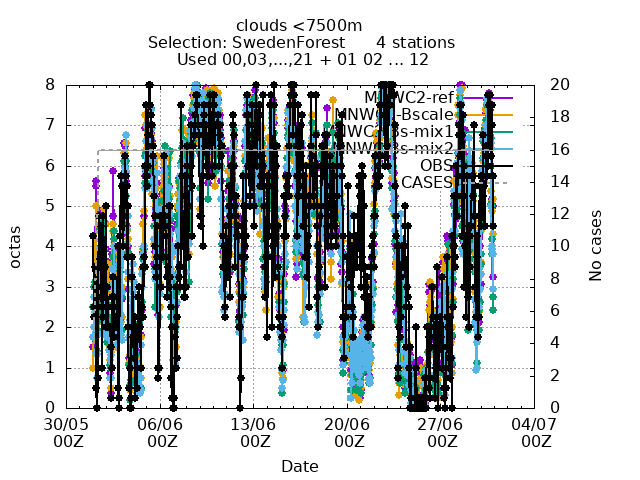 clouds <7500m
Selection: SwedenForest 4 stations
Used 00,03,...,21 + 01 02 ... 12
8 20
7 18
6 16
5 14
4 12
3 10
2 8
1 6
0 4
2
0
octas
No cases
OBS
CASES
30/05 06/06 13/06 20/06 27/06 04/07
00Z 00Z 00Z 00Z 00Z 00Z
Date